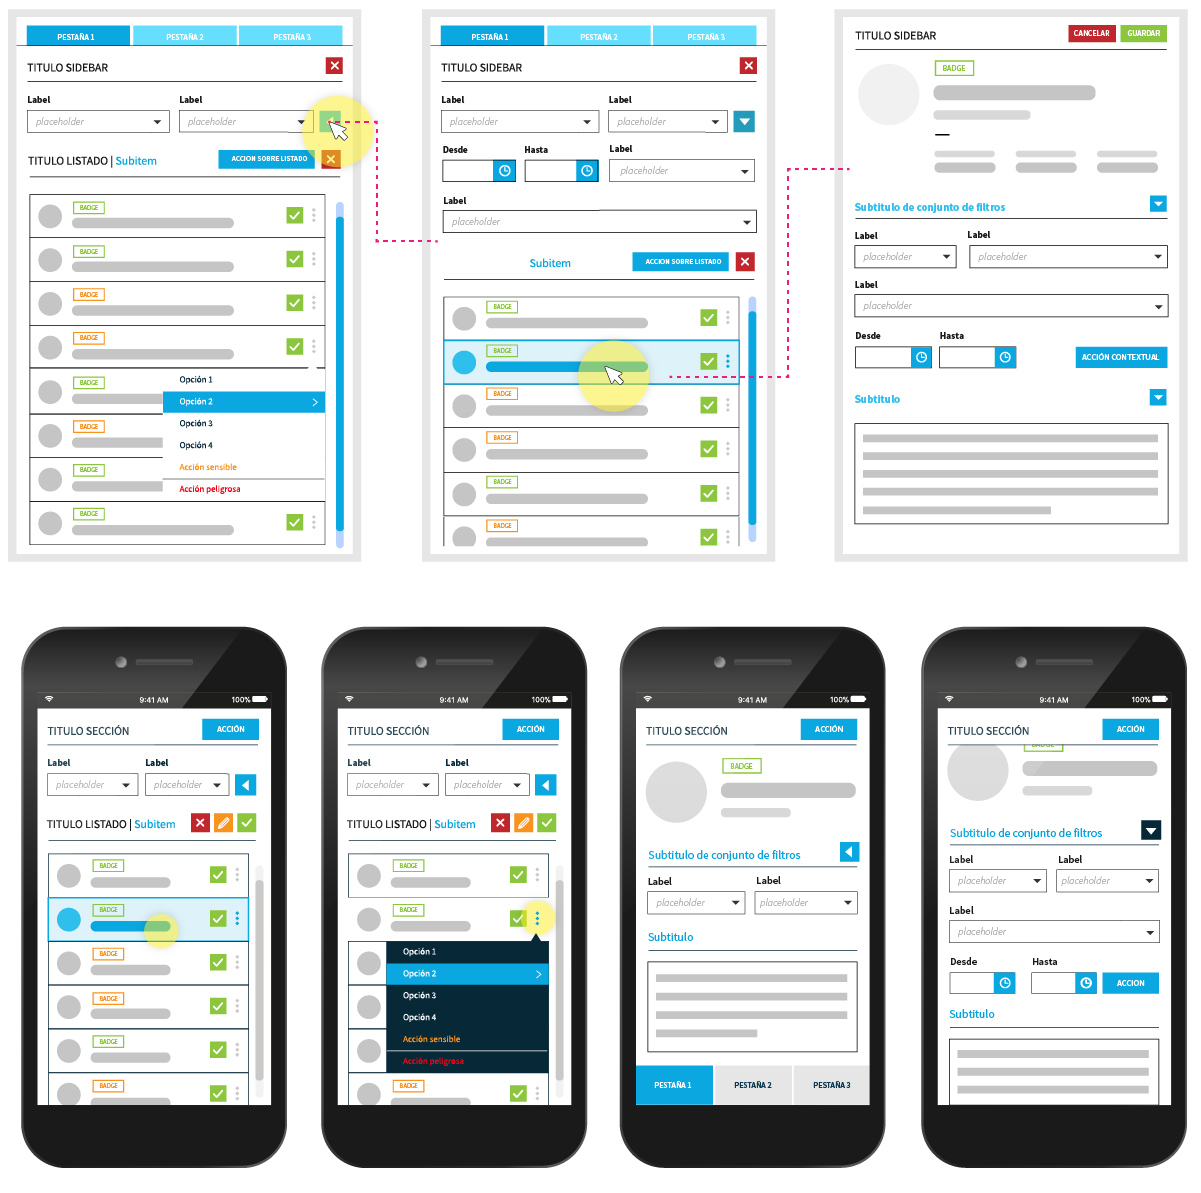 PESTAÑA 1 PESTAÑA 2 PESTAÑA 3
TITULO SIDEBAR
Label Label
placeholder placeholder
TITULO LISTADO | Subitem ACCION SOBRE LISTADO
BADGE
BADGE
BADGE
BADGE
BADGE
BADGE
BADGE
BADGE
Opción 1
Opción 2
Opción 3
Opción 4
Acción sensible
Acción peligrosa
PESTAÑA 1 PESTAÑA 2 PESTAÑA 3
TITULO SIDEBAR
Label Label
placeholder placeholder
Desde Hasta Label
placeholder
Label
placeholder
Subitem ACCION SOBRE LISTADO
BADGE
BADGE
BADGE
BADGE
BADGE
BADGE
TITULO SIDEBAR CANCELAR GUARDAR
BADGE
Subtitulo de conjunto de filtros
Label Label
placeholder placeholder
Label
placeholder
Desde Hasta
ACCIÓN CONTEXTUAL
Subtitulo
9:41 AM 100%
TITULO SECCIÓN ACCIÓN
Label Label
placeholder placeholder
TITULO LISTADO | Subitem
BADGE
BADGE
BADGE
BADGE
BADGE
BADGE
9:41 AM 100%
TITULO SECCIÓN ACCIÓN
Label Label
placeholder placeholder
TITULO LISTADO | Subitem
BADGE
BADGE
Opción 1
Opción 2
Opción 3
Opción 4
Acción sensible
Acción peligrosa
BADGE
9:41 AM 100%
TITULO SECCIÓN ACCIÓN
BADGE
Subtitulo de conjunto de filtros
Label Label
placeholder placeholder
Subtitulo
PESTAÑA 1 PESTAÑA 2 PESTAÑA 3
9:41 AM 100%
TITULO SECCIÓN ACCIÓN
Subtitulo de conjunto de filtros
Label Label
placeholder placeholder
Label
placeholder
Desde Hasta
ACCION
Subtitulo